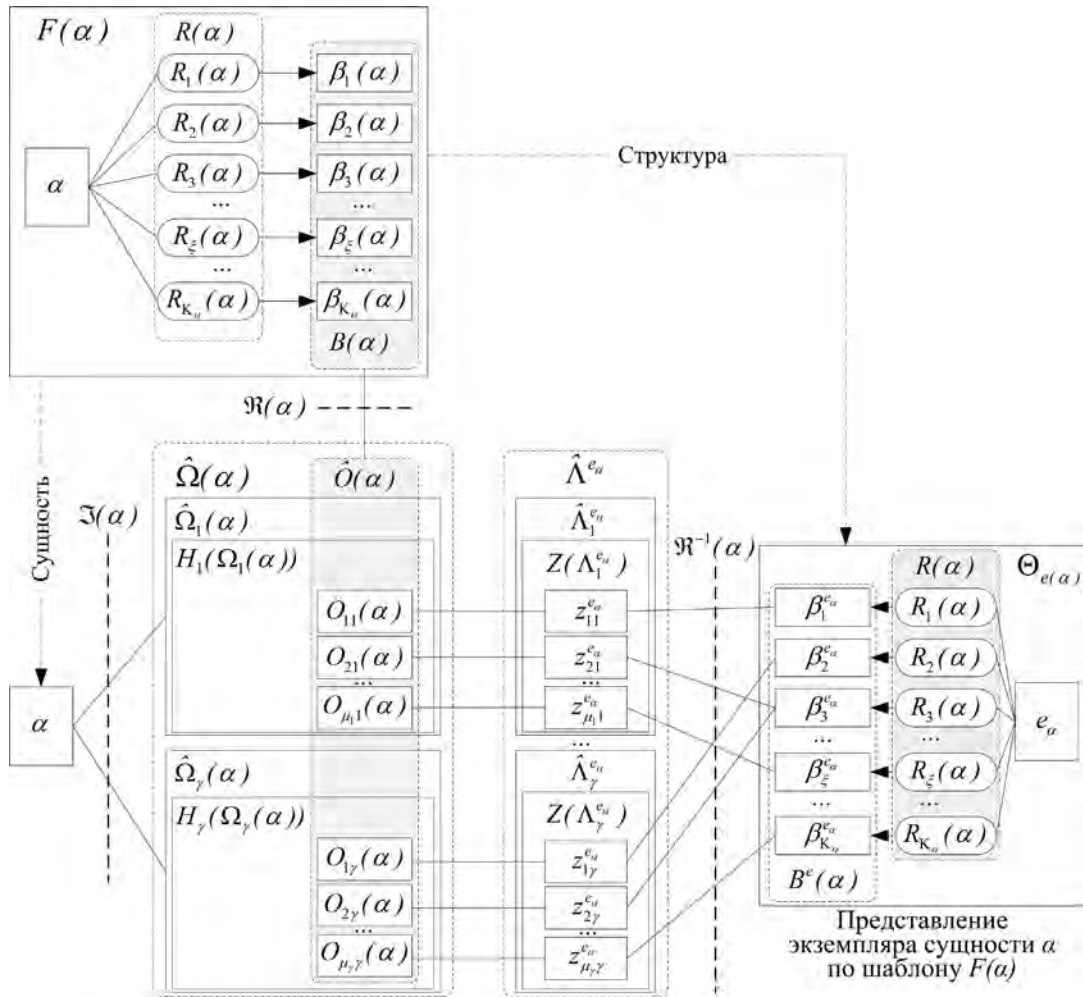 F(α)
R(α)
R₁(α)
β₁(α)
R₂(α)
β₂(α)
α
R₃(α)
β₃(α)
...
...
R_ξ(α)
β_ξ(α)
...
...
R_{K_α}(α)
β_{K_α}(α)
B(α)
Структура
ℜ(α)
Сущность
ℑ(α)
α
Ω̂(α)
Ô(α)
Ω̂₁(α)
H₁(Ω₁(α))
O₁₁(α)
O₂₁(α)
...
O_{μ₁1}(α)
Ω̂_γ(α)
H_γ(Ω_γ(α))
O_{1γ}(α)
O_{2γ}(α)
...
O_{μ_γγ}(α)
Λ̂^{e_α}
Λ̂₁^{e_α}
Z(Λ₁^{e_α})
z₁₁^{e_α}
z₂₁^{e_α}
...
z_{μ₁1}^{e_α}
...
Λ̂_γ^{e_α}
Z(Λ_γ^{e_α})
z_{1γ}^{e_α}
z_{2γ}^{e_α}
...
z_{μ_γγ}^{e_α}
ℜ⁻¹(α)
R(α)
Θ_{e(α)}
β₁^{e_α}
R₁(α)
β₂^{e_α}
R₂(α)
β₃^{e_α}
R₃(α)
e_α
...
...
β_ξ^{e_α}
R_ξ(α)
...
...
β_{K_α}^{e_α}
R_{K_α}(α)
B^e(α)
Представление
экземпляра сущности α
по шаблону F(α)